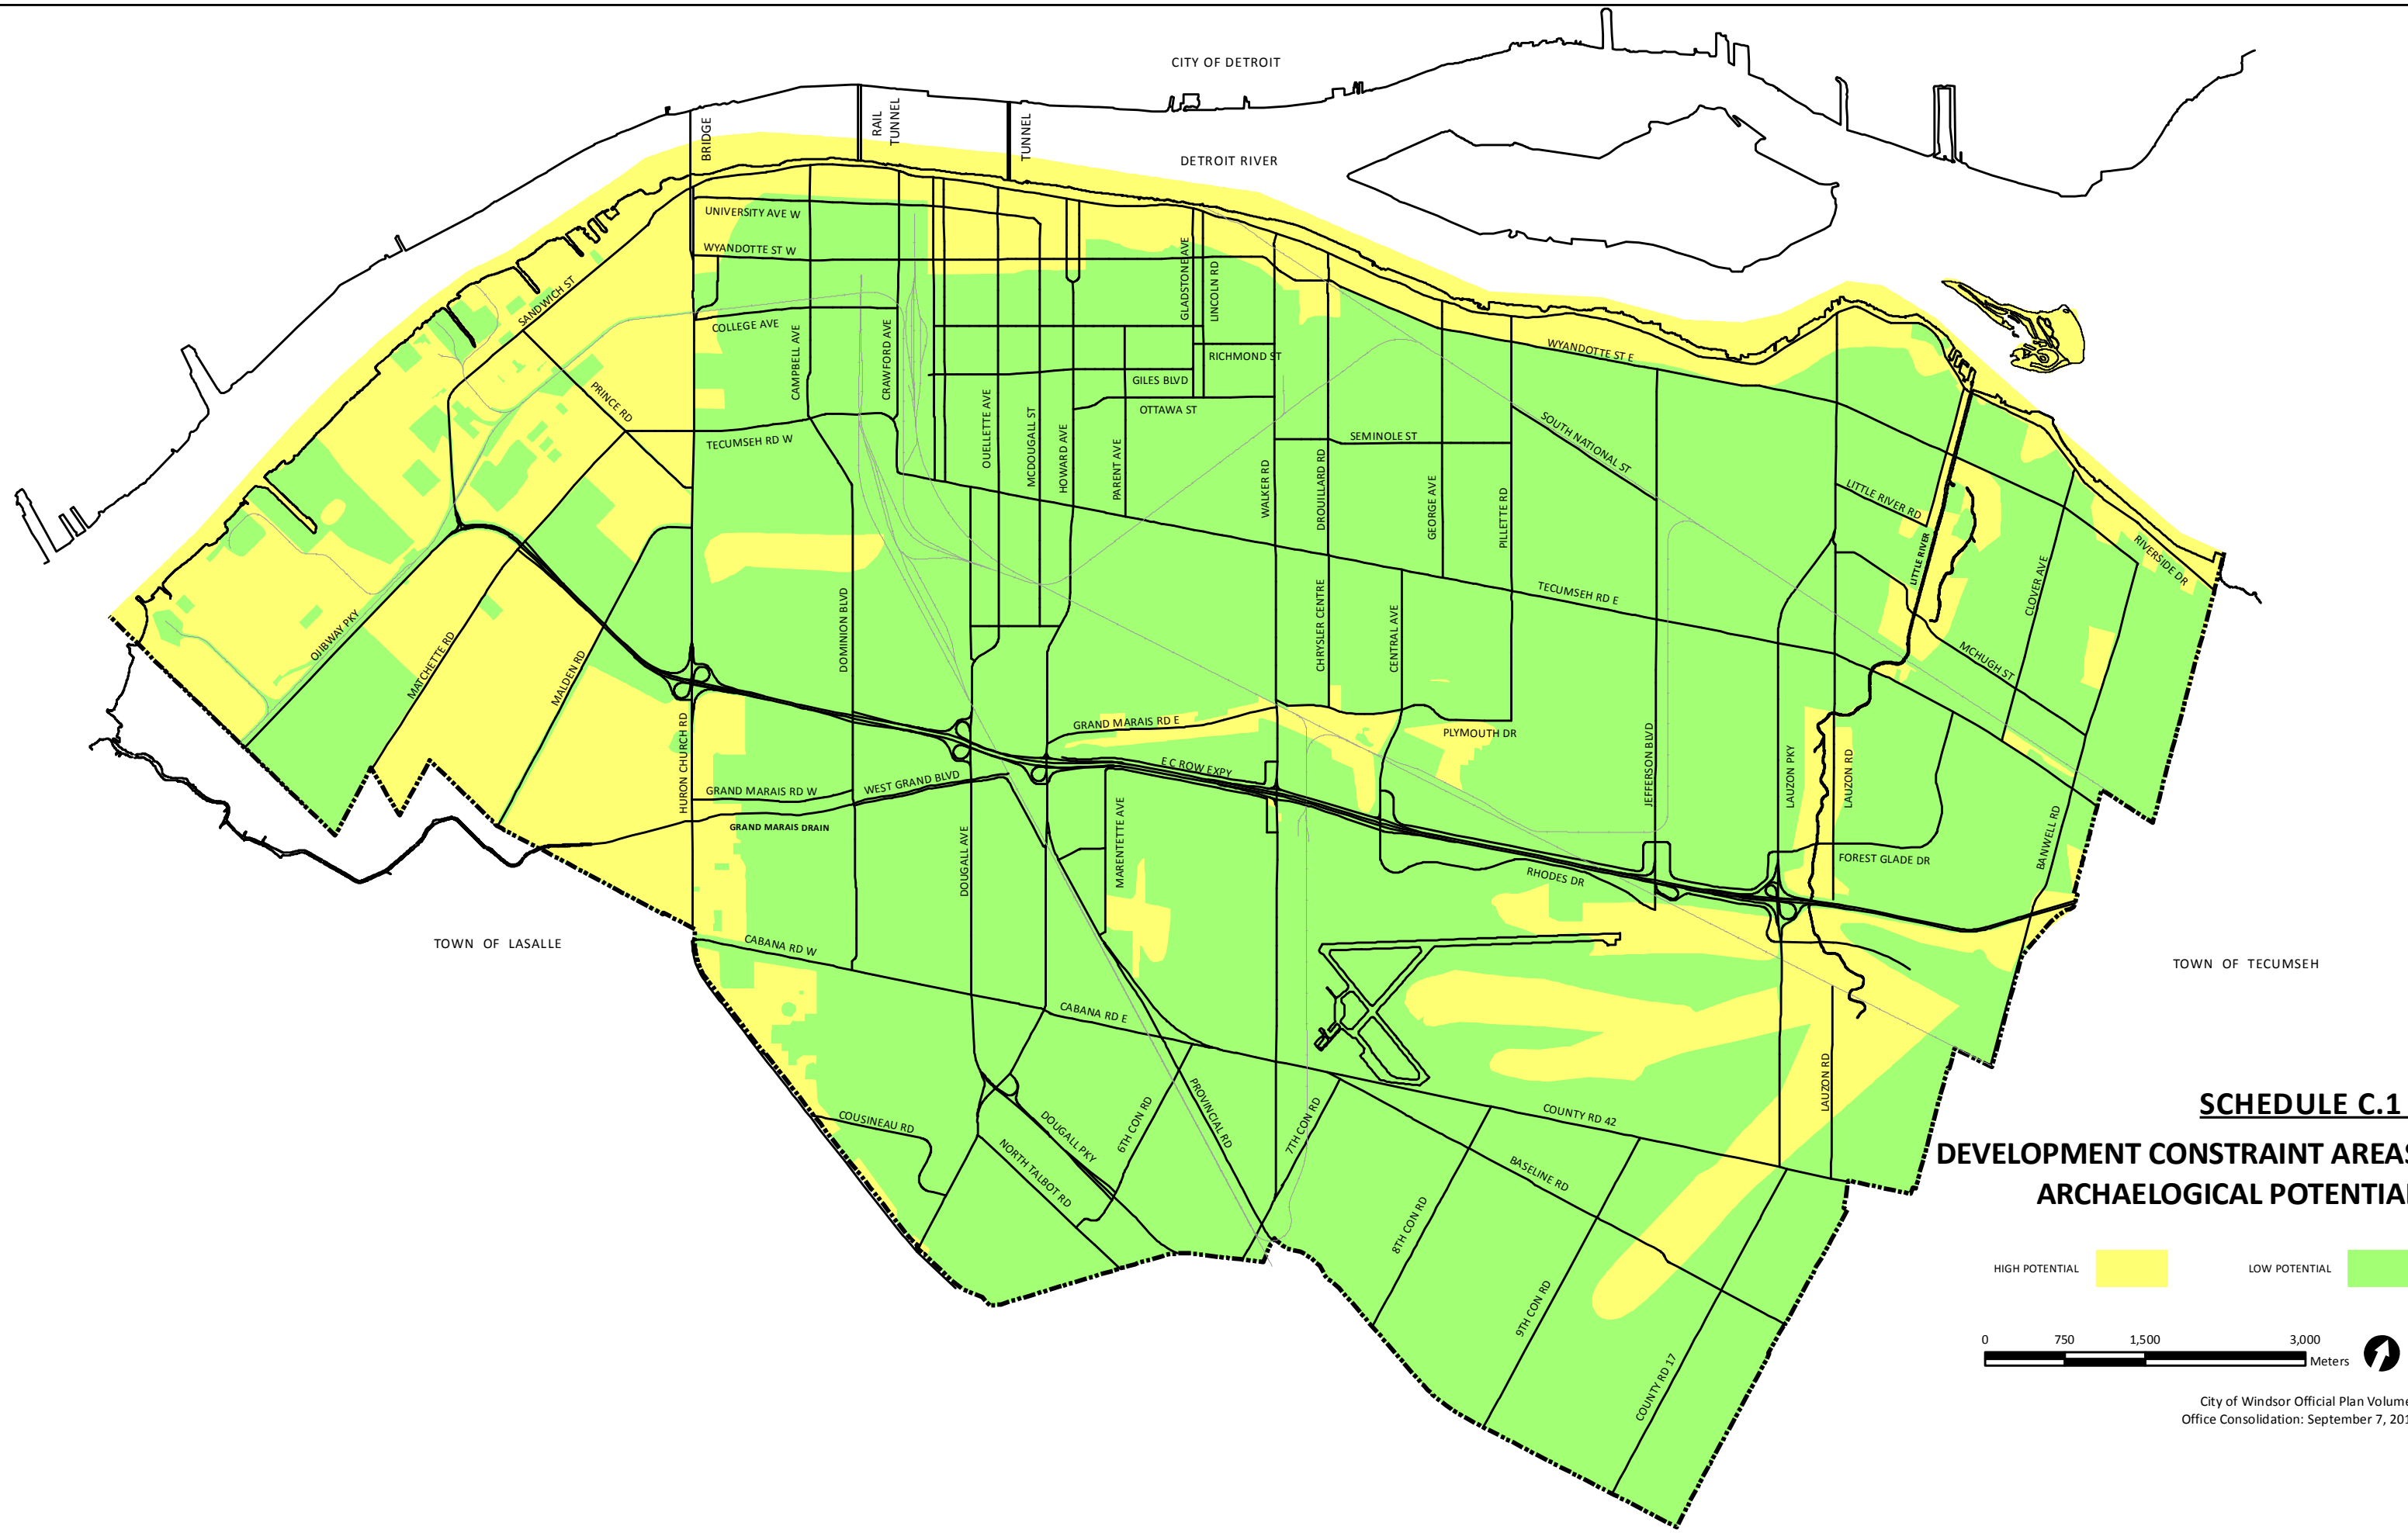 CITY OF DETROIT
BRIDGE
RAIL
TUNNEL
TUNNEL
DETROIT RIVER
UNIVERSITY AVE W
WYANDOTTE ST W
GLADSTONE AVE
LINCOLN RD
SANDWICH ST
COLLEGE AVE
CAMPBELL AVE
CRAWFORD AVE
RICHMOND ST
WYANDOTTE ST E
GILES BLVD
PRINCE RD
OTTAWA ST
OUELLETTE AVE
MCDOUGALL ST
HOWARD AVE
PARENT AVE
TECUMSEH RD W
SEMINOLE ST
SOUTH NATIONAL ST
WALKER RD
DROUILLARD RD
GEORGE AVE
PILLETTE RD
LITTLE RIVER RD
LITTLE RIVER
RIVERSIDE DR
CLOVER AVE
TECUMSEH RD E
OJIBWAY PKY
MATCHETTE RD
MALDEN RD
DOMINION BLVD
CHRYSLER CENTRE
CENTRAL AVE
MCHUGH ST
HURON CHURCH RD
GRAND MARAIS RD E
PLYMOUTH DR
JEFFERSON BLVD
LAUZON PKY
LAUZON RD
E C ROW EXPY
WEST GRAND BLVD
GRAND MARAIS RD W
GRAND MARAIS DRAIN
DOUGALL AVE
MARENTETTE AVE
RHODES DR
FOREST GLADE DR
BANWELL RD
TOWN OF LASALLE
CABANA RD W
TOWN OF TECUMSEH
CABANA RD E
LAUZON RD
COUSINEAU RD
DOUGALL PKY
6TH CON RD
PROVINCIAL RD
7TH CON RD
COUNTY RD 42
NORTH TALBOT RD
BASELINE RD
8TH CON RD
9TH CON RD
COUNTY RD 17
SCHEDULE C.1
DEVELOPMENT CONSTRAINT AREAS
ARCHAELOGICAL POTENTIAL
HIGH POTENTIAL
LOW POTENTIAL
0 750 1,500 3,000
Meters
City of Windsor Official Plan Volume
Office Consolidation: September 7, 201